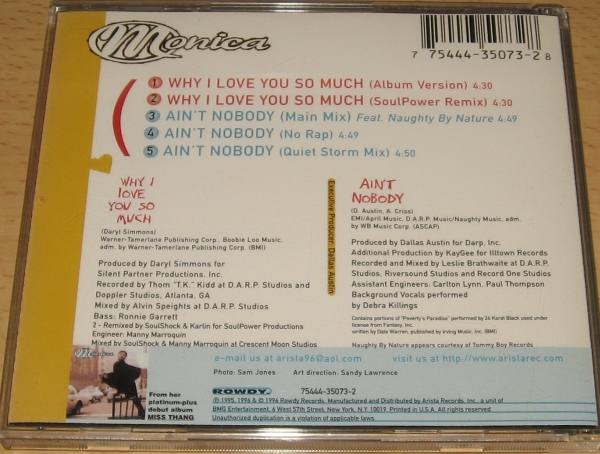 Monica
7 75444-35073-2 8
1 WHY I LOVE YOU SO MUCH (Album Version) 4:30
2 WHY I LOVE YOU SO MUCH (SoulPower Remix) 4:30
3 AIN'T NOBODY (Main Mix) Feat. Naughty By Nature 4:49
4 AIN'T NOBODY (No Rap) 4:49
5 AIN'T NOBODY (Quiet Storm Mix) 4:50
WHY I
LOVE
YOU SO
MUCH
(Daryl Simmons)
Warner-Tamerlane Publishing Corp., Boobie Loo Music,
adm. by Warner-Tamerlane Publishing Corp. (BMI)
Produced by Daryl Simmons for
Silent Partner Productions, Inc.
Recorded by Thom "T.K." Kidd at D.A.R.P. Studios and
Doppler Studios, Atlanta, GA
Mixed by Alvin Speights at D.A.R.P. Studios
Bass: Ronnie Garrett
2 - Remixed by SoulShock & Karlin for SoulPower Productions
Engineer: Manny Marroquin
Mixed by SoulShock & Manny Marroquin at Crescent Moon Studios
Executive Producer: Dallas Austin
AIN'T
NOBODY
(D. Austin, A. Criss)
EMI/April Music, D.A.R.P. Music/Naughty Music, adm.
by WB Music Corp. (ASCAP)
Produced by Dallas Austin for Darp, Inc.
Additional Production by KayGee for Illtown Records
Recorded and Mixed by Leslie Brathwaite at D.A.R.P.
Studios, Riversound Studios and Record One Studios
Assistant Engineers: Carlton Lynn, Paul Thompson
Background Vocals performed
by Debra Killings
Contains portions of "Poverty's Paradise" performed by 24 Karat Black used under
license from Fantasy, Inc.
written by Dale Warren, published by Irving Music, Inc. (BMI)
Naughty By Nature appears courtesy of Tommy Boy Records
e-mail us at arista96@aol.com visit us at http://www.aristarec.com
Photo: Sam Jones Art direction: Sandy Lawrence
Monica
From her
platinum-plus
debut album
MISS THANG
ROWDY 75444-35073-2
℗ 1995, 1996 & © 1996 Rowdy Records. Manufactured and Distributed by Arista Records, Inc., a unit of
BMG Entertainment, 6 West 57th Street, New York, N.Y. 10019. Printed in U.S.A. All rights reserved.
Unauthorized duplication is a violation of applicable laws.